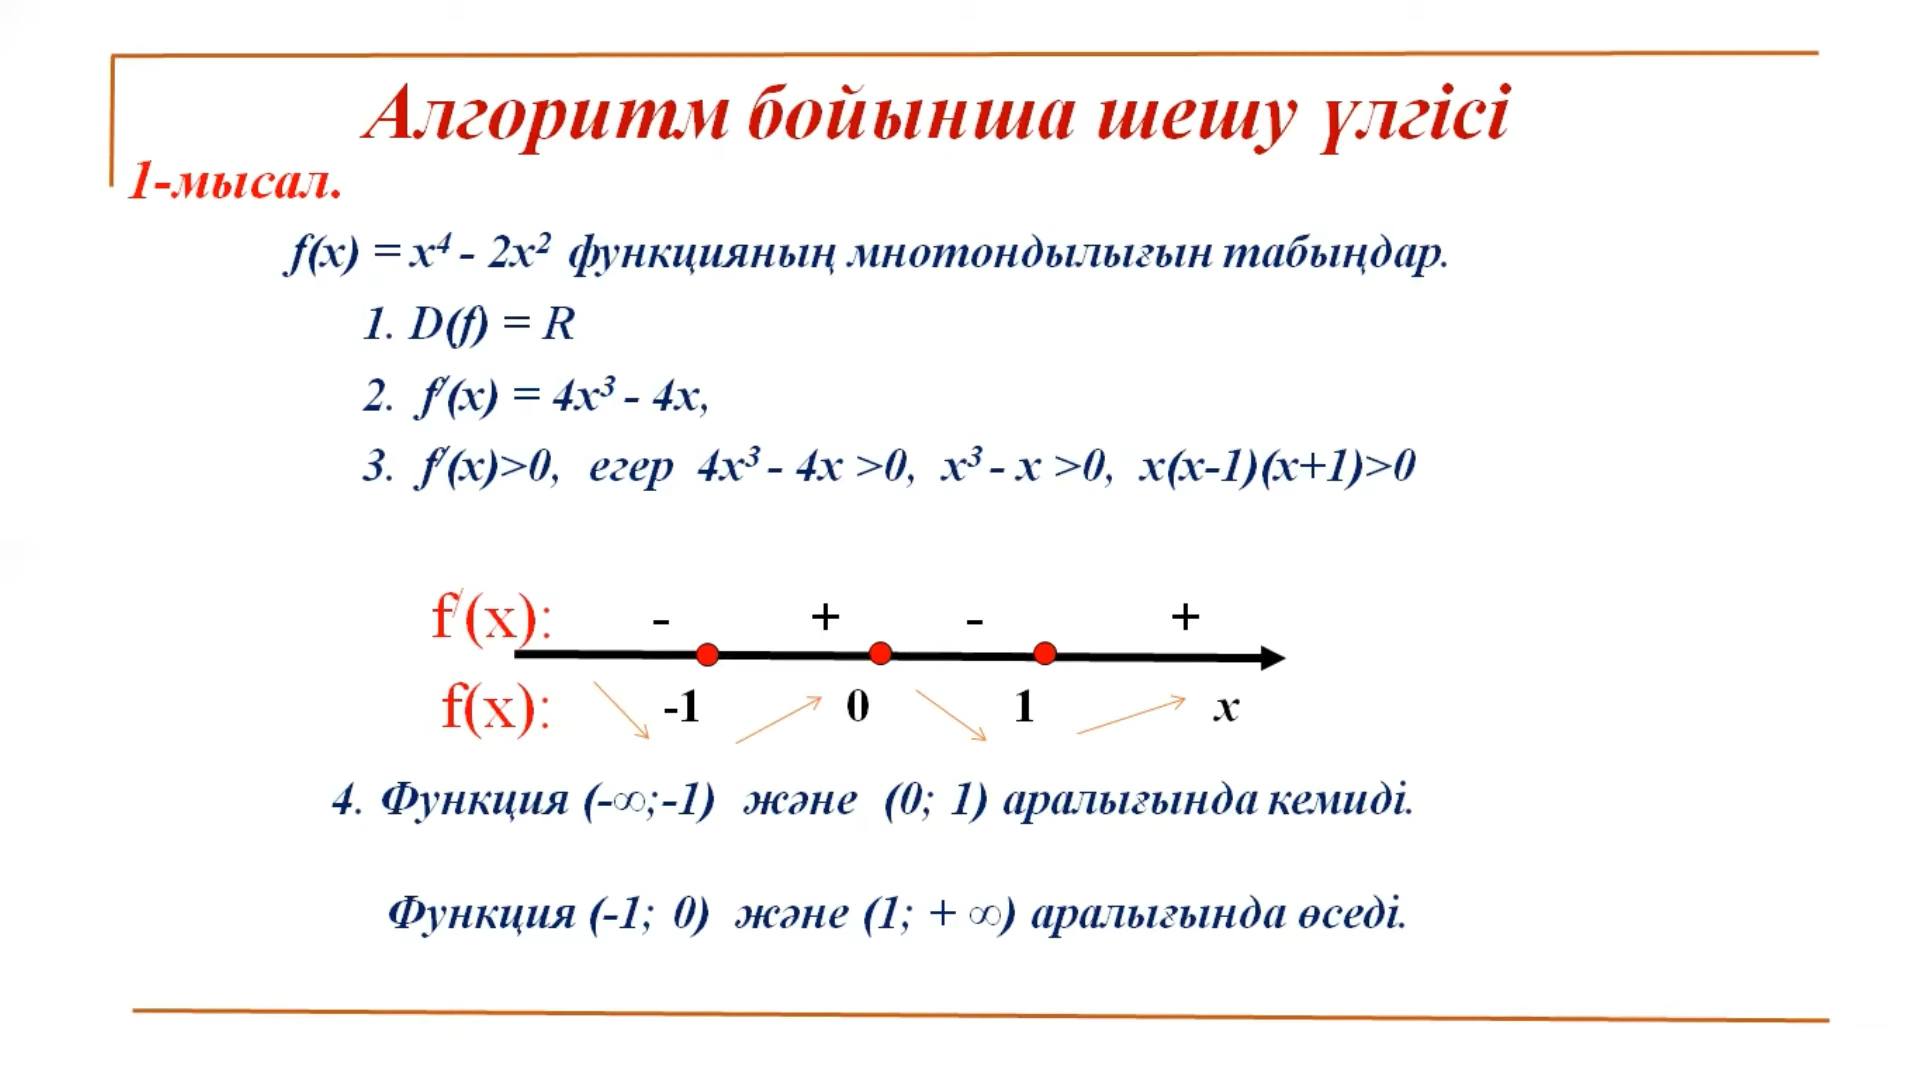 Алгоритм бойынша шешу үлгісі
1-мысал.
f(x) = x⁴ - 2x² функцияның мнотондылығын табыңдар.
1. D(f) = R
2. f′(x) = 4x³ - 4x,
3. f′(x)>0, егер 4x³ - 4x >0, x³ - x >0, x(x-1)(x+1)>0
f′(x): - + - +
f(x): -1 0 1 x
4. Функция (-∞;-1) және (0; 1) аралығында кемиді.
Функция (-1; 0) және (1; + ∞) аралығында өседі.